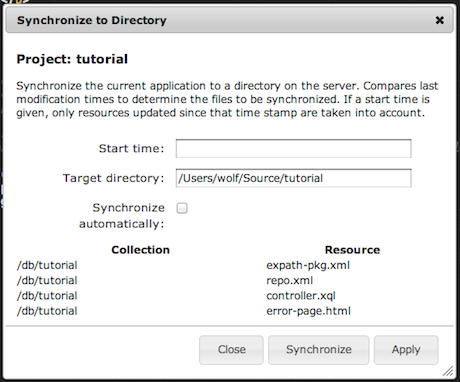 Synchronize to Directory
Project: tutorial
Synchronize the current application to a directory on the server. Compares last
modification times to determine the files to be synchronized. If a start time is
given, only resources updated since that time stamp are taken into account.
Start time:
Target directory: /Users/wolf/Source/tutorial
Synchronize
automatically:
Collection Resource
/db/tutorial expath-pkg.xml
/db/tutorial repo.xml
/db/tutorial controller.xql
/db/tutorial error-page.html
Close Synchronize Apply